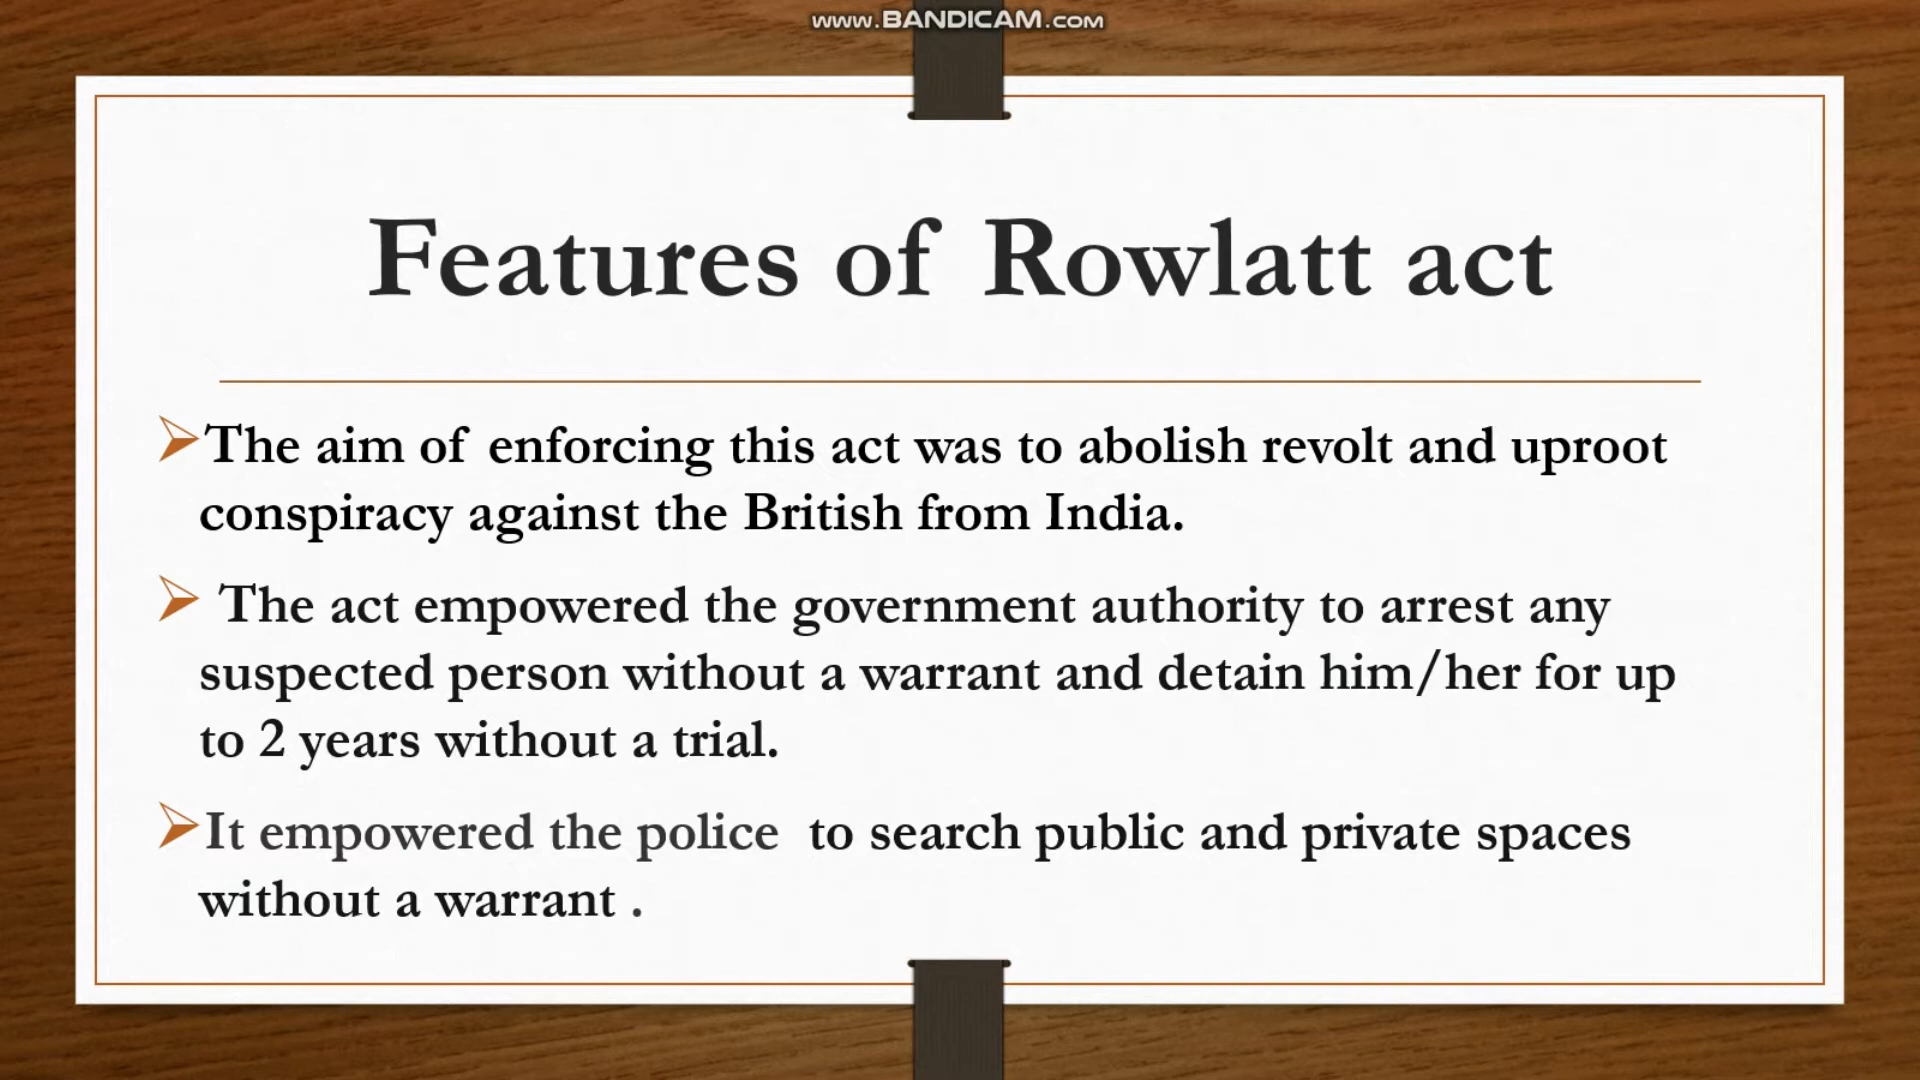 www.BANDICAM.com
Features of Rowlatt act
The aim of enforcing this act was to abolish revolt and uproot
conspiracy against the British from India.
The act empowered the government authority to arrest any
suspected person without a warrant and detain him/her for up
to 2 years without a trial.
It empowered the police to search public and private spaces
without a warrant .